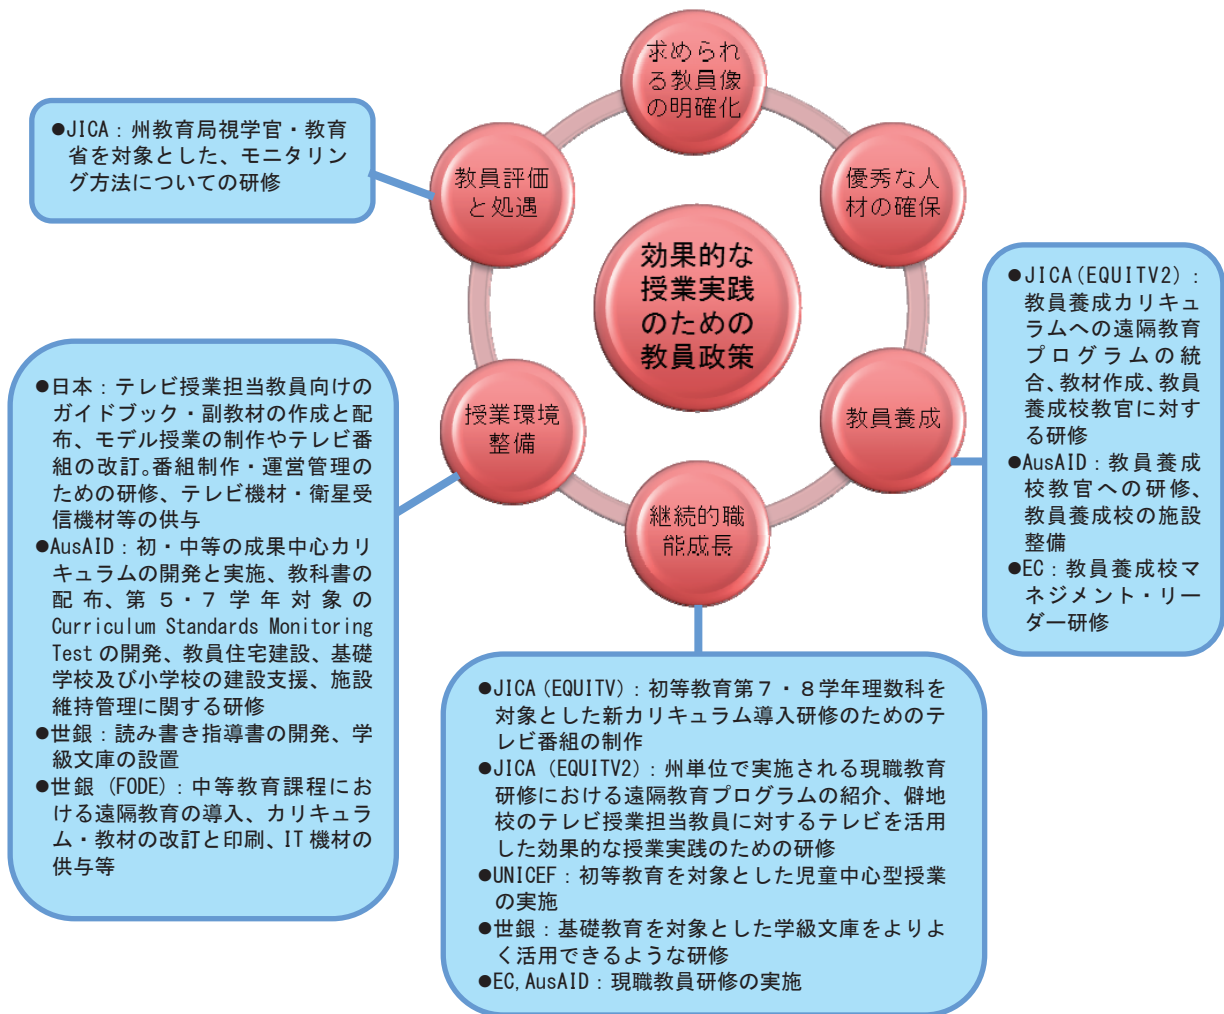 求められ
る教員像
の明確化
●JICA：州教育局視学官・教育
省を対象とした、モニタリン
グ方法についての研修
教員評価
と処遇
優秀な人
材の確保
効果的な
授業実践
のための
教員政策
●JICA(EQUITV2)：
教員養成カリキュ
ラムへの遠隔教育
プログラムの統
合、教材作成、教員
養成校教官に対す
る研修
●AusAID：教員養成
校教官への研修、
教員養成校の施設
整備
●EC：教員養成校マ
ネジメント・リー
ダー研修
●日本：テレビ授業担当教員向けの
ガイドブック・副教材の作成と配
布、モデル授業の制作やテレビ番
組の改訂。番組制作・運営管理の
ための研修、テレビ機材・衛星受
信機材等の供与
●AusAID：初・中等の成果中心カリ
キュラムの開発と実施、教科書の
配布、第５・７学年対象の
Curriculum Standards Monitoring
Test の開発、教員住宅建設、基礎
学校及び小学校の建設支援、施設
維持管理に関する研修
●世銀：読み書き指導書の開発、学
級文庫の設置
●世銀（FODE）：中等教育課程にお
ける遠隔教育の導入、カリキュラ
ム・教材の改訂と印刷、IT 機材の
供与等
授業環境
整備
教員養成
継続的職
能成長
●JICA（EQUITV）：初等教育第７・８学年理数科を
対象とした新カリキュラム導入研修のためのテ
レビ番組の制作
●JICA（EQUITV2）：州単位で実施される現職教育
研修における遠隔教育プログラムの紹介、僻地
校のテレビ授業担当教員に対するテレビを活用
した効果的な授業実践のための研修
●UNICEF：初等教育を対象とした児童中心型授業
の実施
●世銀：基礎教育を対象とした学級文庫をよりよ
く活用できるような研修
●EC,AusAID：現職教員研修の実施